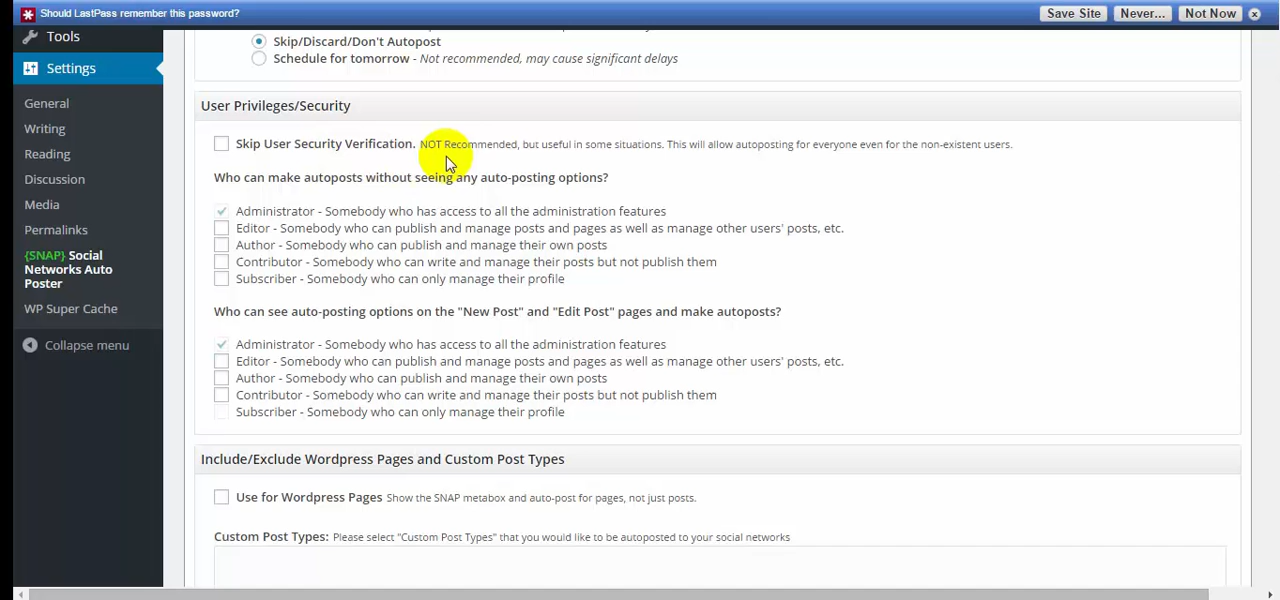 Should LastPass remember this password?
Save Site
Never...
Not Now
Tools
Settings
General
Writing
Reading
Discussion
Media
Permalinks
{SNAP} Social
Networks Auto
Poster
WP Super Cache
Collapse menu
Skip/Discard/Don't Autopost
Schedule for tomorrow - Not recommended, may cause significant delays
User Privileges/Security
Skip User Security Verification. NOT Recommended, but useful in some situations. This will allow autoposting for everyone even for the non-existent users.
Who can make autoposts without seeing any auto-posting options?
Administrator - Somebody who has access to all the administration features
Editor - Somebody who can publish and manage posts and pages as well as manage other users' posts, etc.
Author - Somebody who can publish and manage their own posts
Contributor - Somebody who can write and manage their posts but not publish them
Subscriber - Somebody who can only manage their profile
Who can see auto-posting options on the "New Post" and "Edit Post" pages and make autoposts?
Administrator - Somebody who has access to all the administration features
Editor - Somebody who can publish and manage posts and pages as well as manage other users' posts, etc.
Author - Somebody who can publish and manage their own posts
Contributor - Somebody who can write and manage their posts but not publish them
Subscriber - Somebody who can only manage their profile
Include/Exclude Wordpress Pages and Custom Post Types
Use for Wordpress Pages Show the SNAP metabox and auto-post for pages, not just posts.
Custom Post Types: Please select "Custom Post Types" that you would like to be autoposted to your social networks